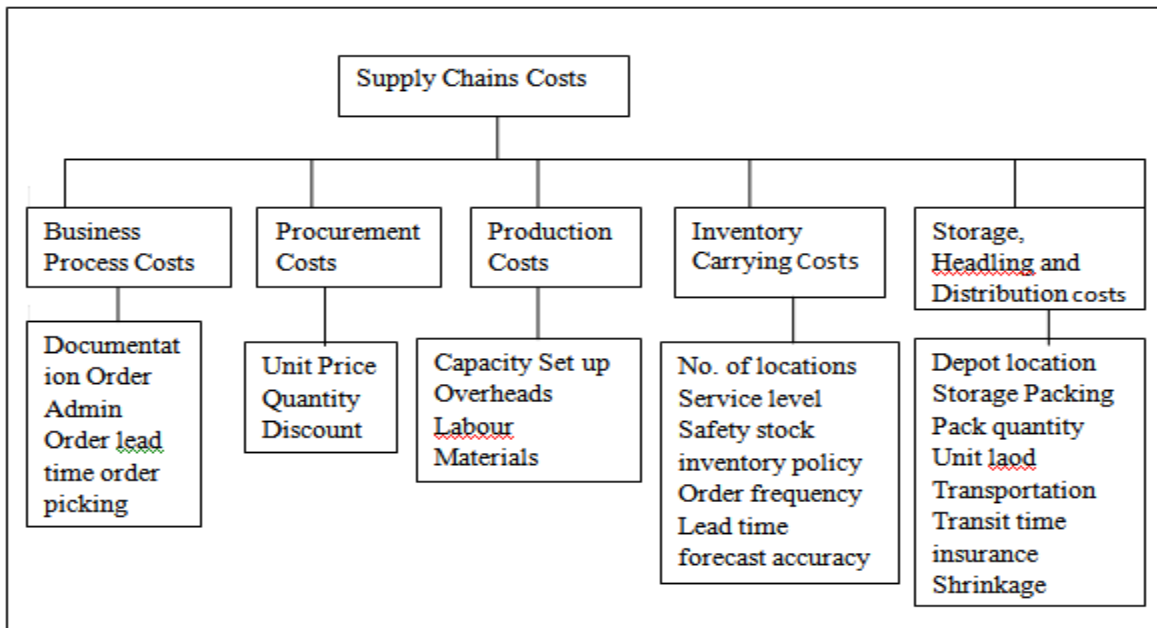 Supply Chains Costs
Business
Process Costs
Documentat
ion Order
Admin
Order lead
time order
picking
Procurement
Costs
Unit Price
Quantity
Discount
Production
Costs
Capacity Set up
Overheads
Labour
Materials
Inventory
Carrying Costs
No. of locations
Service level
Safety stock
inventory policy
Order frequency
Lead time
forecast accuracy
Storage,
Headling and
Distribution costs
Depot location
Storage Packing
Pack quantity
Unit laod
Transportation
Transit time
insurance
Shrinkage